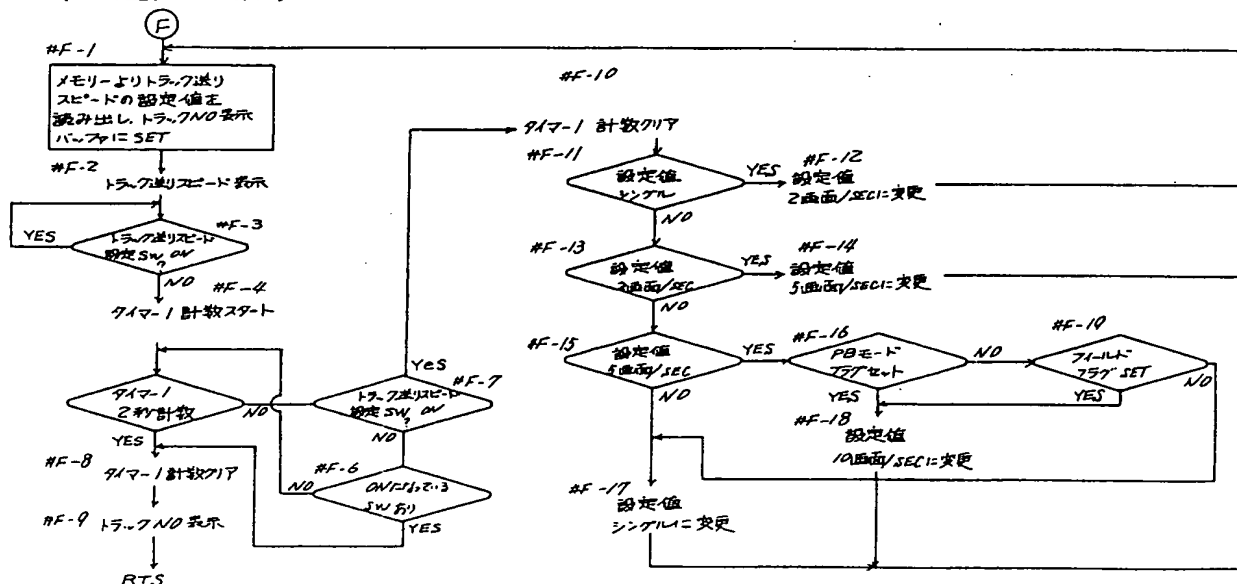 F
#F-1
メモリーよりトラック送り
スピードの設定値を
読み出し、トラックNO表示
バッファにSET
#F-2
トラック送りスピード表示
#F-3
トラック送りスピード
設定SW ON
?
YES
NO
#F-4
タイマー1 計数スタート
タイマー1
2秒計数
NO
YES
#F-7
トラック送りスピード
設定SW ON
?
YES
NO
#F-6
ONになっている
SWあり
NO
YES
#F-8
タイマー1 計数クリア
#F-9
トラックNO表示
RTS
#F-10
タイマー1 計数クリア
#F-11
設定値
シングル
YES
NO
#F-12
設定値
2画面/SECに変更
#F-13
設定値
2画面/SEC
YES
NO
#F-14
設定値
5画面/SECに変更
#F-15
設定値
5画面/SEC
YES
NO
#F-16
PBモード
フラグセット
NO
YES
#F-19
フィールド
フラグSET
NO
YES
#F-18
設定値
10画面/SECに変更
#F-17
設定値
シングルに変更